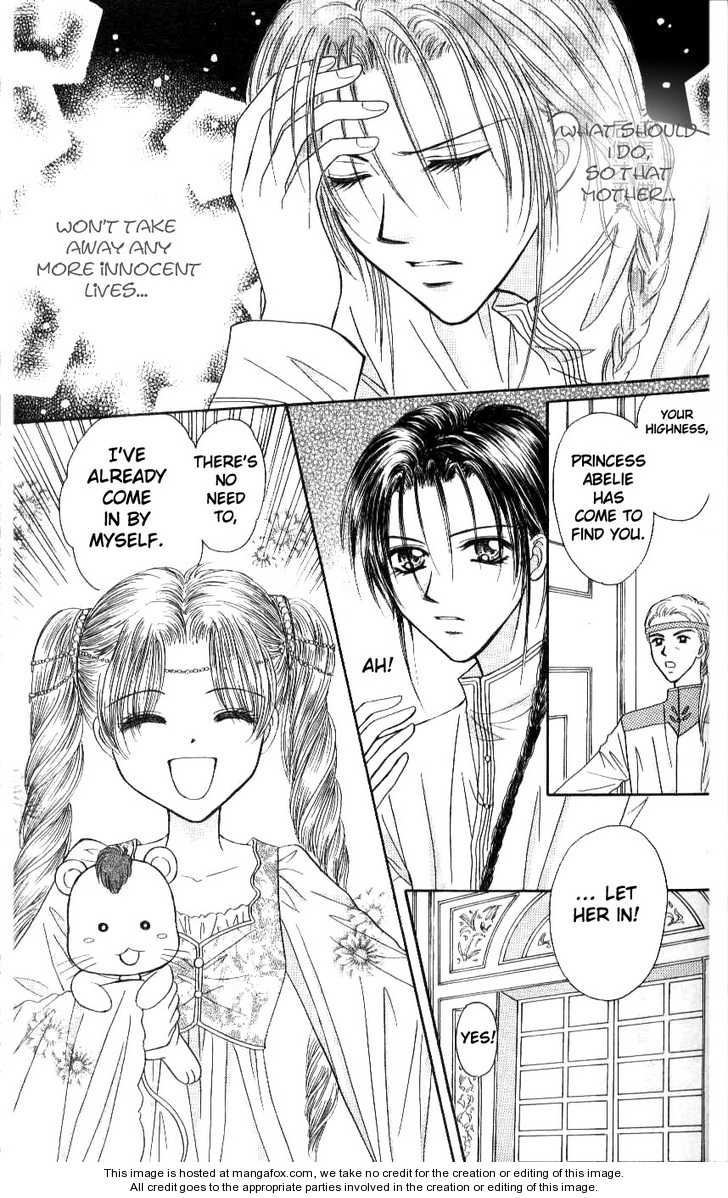 WHAT SHOULD
I DO,
SO THAT
MOTHER...
WON'T TAKE
AWAY ANY
MORE INNOCENT
LIVES...
YOUR
HIGHNESS,
PRINCESS
ABELIE
HAS
COME TO
FIND YOU.
AH!
... LET
HER IN!
YES!
THERE'S
NO
NEED
TO,
I'VE
ALREADY
COME
IN BY
MYSELF.
This image is hosted at mangafox.com, we take no credit for the creation or editing of this image.
All credit goes to the appropriate parties involved in the creation or editing of this image.